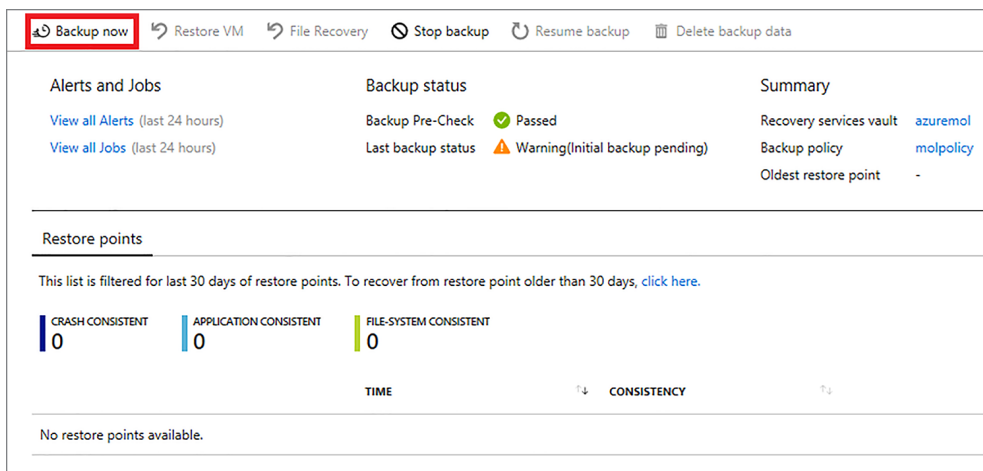 Backup now Restore VM File Recovery Stop backup Resume backup Delete backup data
Alerts and Jobs Backup status Summary
View all Alerts (last 24 hours) Backup Pre-Check Passed Recovery services vault azuremol
View all Jobs (last 24 hours) Last backup status Warning(Initial backup pending) Backup policy molpolicy
Oldest restore point -
Restore points
This list is filtered for last 30 days of restore points. To recover from restore point older than 30 days, click here.
CRASH CONSISTENT APPLICATION CONSISTENT FILE-SYSTEM CONSISTENT
0 0 0
TIME CONSISTENCY
No restore points available.